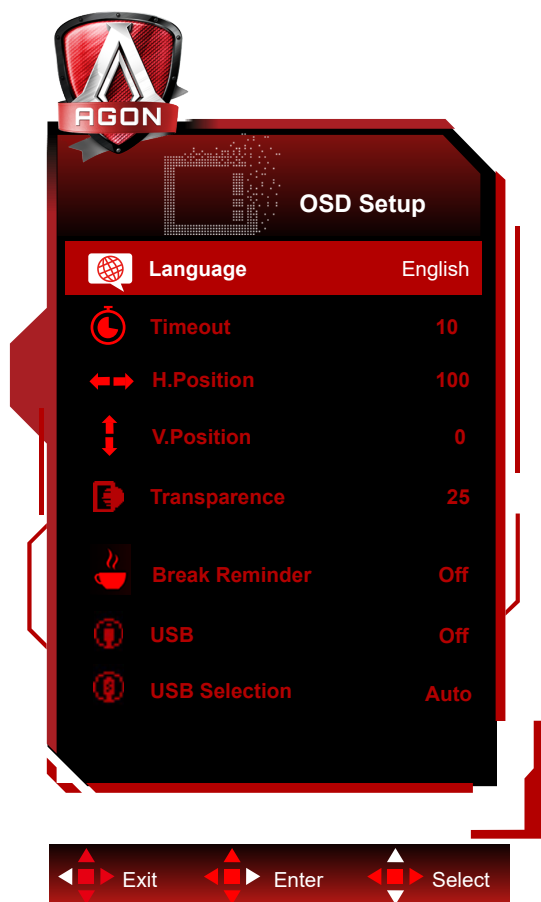 AGON
OSD Setup
Language English
Timeout 10
H.Position 100
V.Position 0
Transparence 25
Break Reminder Off
USB Off
USB Selection Auto
Exit Enter Select